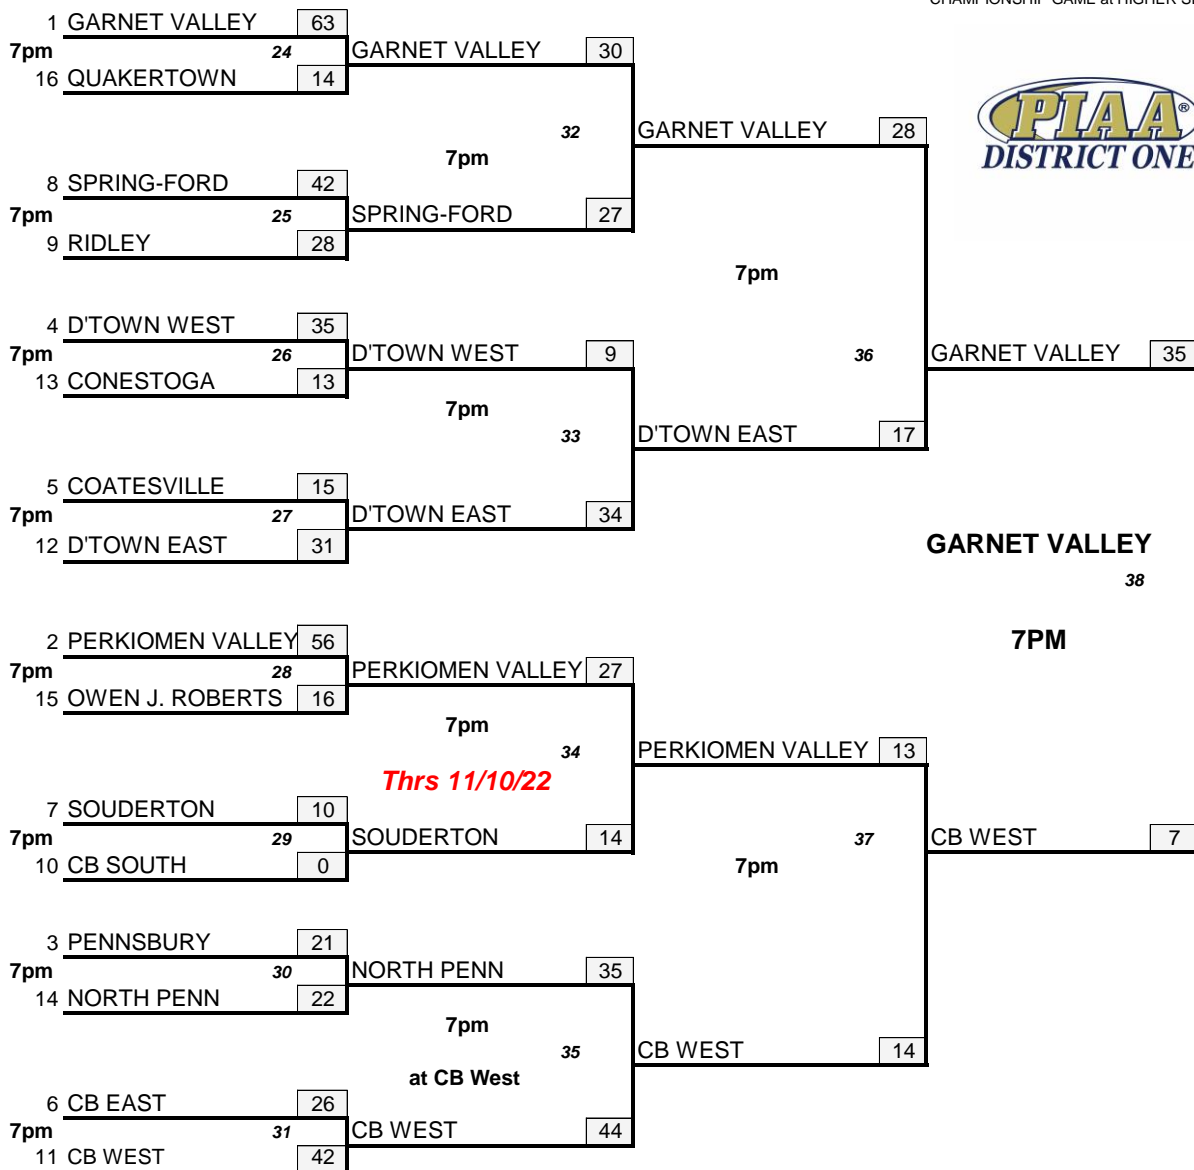 CHAMPIONSHIP GAME at HIGHER
1 GARNET VALLEY 63
7pm 24 GARNET VALLEY 30
16 QUAKERTOWN 14
32 GARNET VALLEY 28
7pm
PIAA®
DISTRICT ONE
8 SPRING-FORD 42
7pm 25 SPRING-FORD 27
9 RIDLEY 28
7pm
4 D'TOWN WEST 35
7pm 26 D'TOWN WEST 9 36 GARNET VALLEY 35
13 CONESTOGA 13
7pm
33 D'TOWN EAST 17
5 COATESVILLE 15
7pm 27 D'TOWN EAST 34
12 D'TOWN EAST 31
GARNET VALLEY
38
2 PERKIOMEN VALLEY 56
7PM
7pm 28 PERKIOMEN VALLEY 27
15 OWEN J. ROBERTS 16
7pm
34 PERKIOMEN VALLEY 13
Thrs 11/10/22
7 SOUDERTON 10
7pm 29 SOUDERTON 14 37 CB WEST 7
10 CB SOUTH 0
7pm
3 PENNSBURY 21
7pm 30 NORTH PENN 35
14 NORTH PENN 22
7pm
35 CB WEST 14
at CB West
6 CB EAST 26
7pm 31 CB WEST 44
11 CB WEST 42